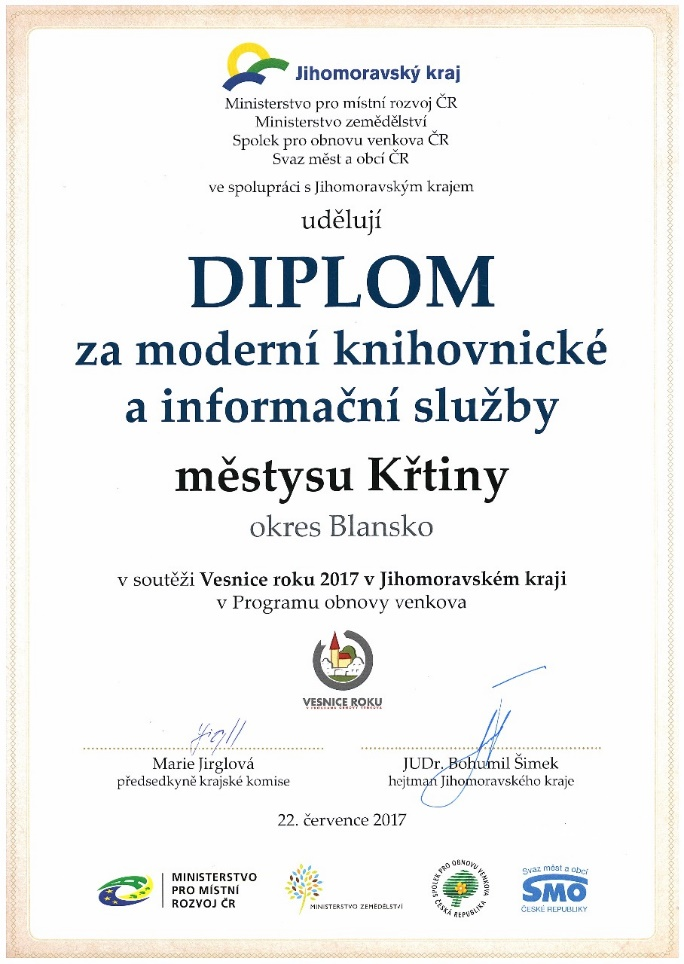 Jihomoravský kraj
Ministerstvo pro místní rozvoj ČR
Ministerstvo zemědělství
Spolek pro obnovu venkova ČR
Svaz měst a obcí ČR
ve spolupráci s Jihomoravským krajem
udělují
DIPLOM
za moderní knihovnické
a informační služby
městysu Křtiny
okres Blansko
v soutěži Vesnice roku 2017 v Jihomoravském kraji
v Programu obnovy venkova
VESNICE ROKU
V PROGRAMU OBNOVY VENKOVA
Marie Jirglová
předsedkyně krajské komise
JUDr. Bohumil Šimek
hejtman Jihomoravského kraje
22. července 2017
MINISTERSTVO
PRO MÍSTNÍ
ROZVOJ ČR
MINISTERSTVO ZEMĚDĚLSTVÍ
SPOLEK PRO OBNOVU VENKOVA
ČESKÁ REPUBLIKA
Svaz měst a obcí
SMO
ČESKÉ REPUBLIKY